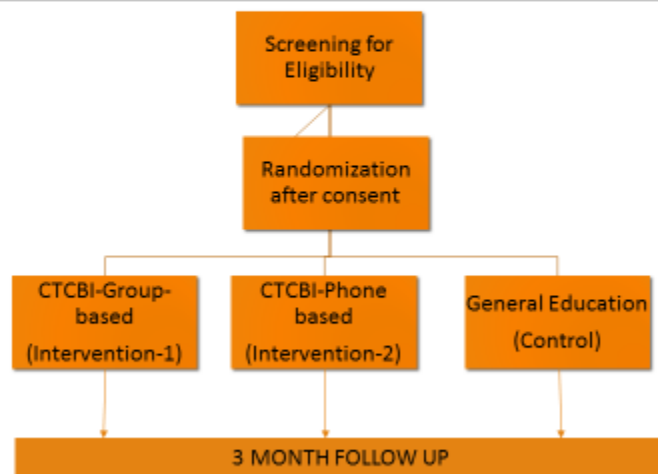 Screening for
Eligibility
Randomization
after consent
CTCBI-Group-
based
(Intervention-1)
CTCBI-Phone
based
(Intervention-2)
General Education
(Control)
3 MONTH FOLLOW UP